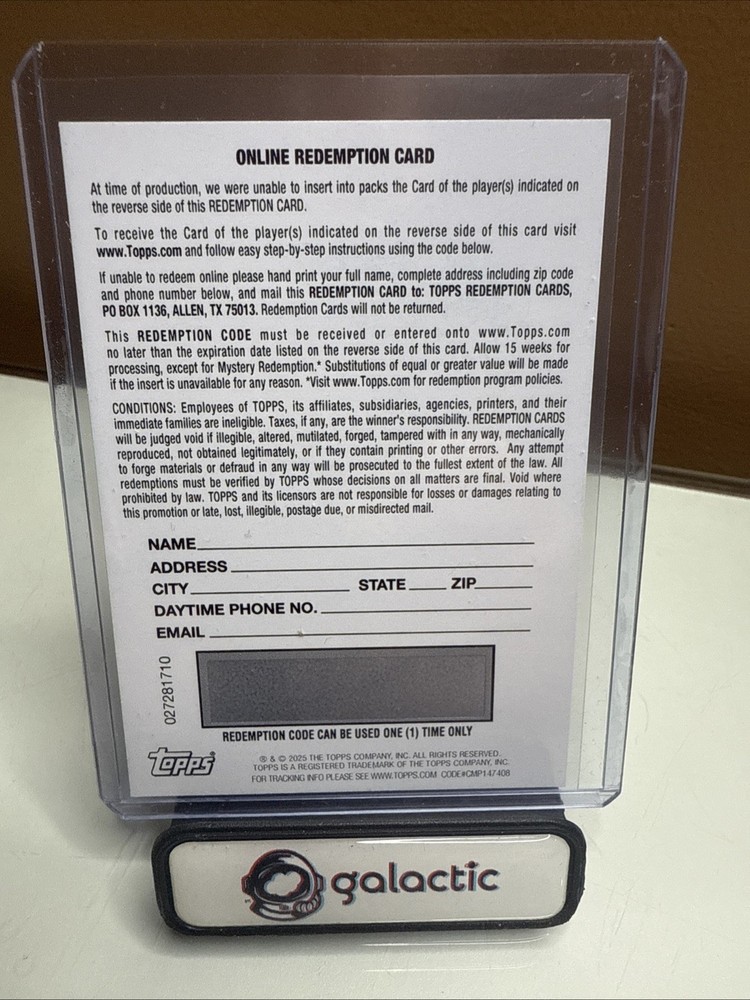 ONLINE REDEMPTION CARD
At time of production, we were unable to insert into packs the Card of the player(s) indicated on
the reverse side of this REDEMPTION CARD.
To receive the Card of the player(s) indicated on the reverse side of this card visit
www.Topps.com and follow easy step-by-step instructions using the code below.
If unable to redeem online please hand print your full name, complete address including zip code
and phone number below, and mail this REDEMPTION CARD to: TOPPS REDEMPTION CARDS,
PO BOX 1136, ALLEN, TX 75013. Redemption Cards will not be returned.
This REDEMPTION CODE must be received or entered onto www.Topps.com
no later than the expiration date listed on the reverse side of this card. Allow 15 weeks for
processing, except for Mystery Redemption.* Substitutions of equal or greater value will be made
if the insert is unavailable for any reason. *Visit www.Topps.com for redemption program policies.
CONDITIONS: Employees of TOPPS, its affiliates, subsidiaries, agencies, printers, and their
immediate families are ineligible. Taxes, if any, are the winner's responsibility. REDEMPTION CARDS
will be judged void if illegible, altered, mutilated, forged, tampered with in any way, mechanically
reproduced, not obtained legitimately, or if they contain printing or other errors. Any attempt
to forge materials or defraud in any way will be prosecuted to the fullest extent of the law. All
redemptions must be verified by TOPPS whose decisions on all matters are final. Void where
prohibited by law. TOPPS and its licensors are not responsible for losses or damages relating to
this promotion or late, lost, illegible, postage due, or misdirected mail.
NAME
ADDRESS
CITY STATE ZIP
DAYTIME PHONE NO.
EMAIL
027281710
REDEMPTION CODE CAN BE USED ONE (1) TIME ONLY
Topps®
® & © 2025 THE TOPPS COMPANY, INC. ALL RIGHTS RESERVED.
TOPPS IS A REGISTERED TRADEMARK OF THE TOPPS COMPANY, INC.
FOR TRACKING INFO PLEASE SEE WWW.TOPPS.COM CODE#CMP147408
galactic